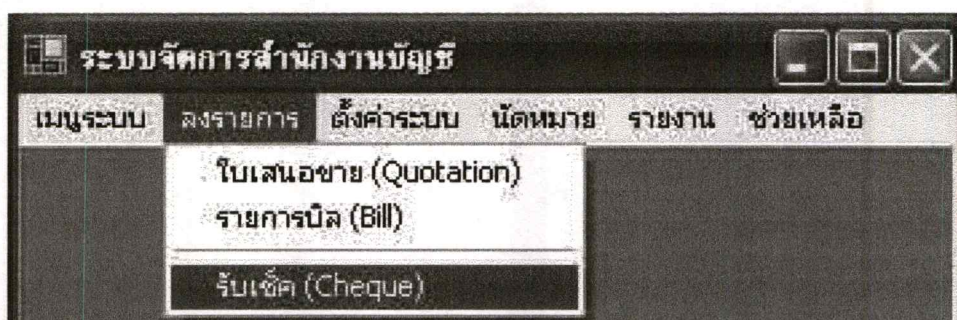 ระบบจัดการสำนักงานบัญชี
เมนูระบบ ลงรายการ ตั้งค่าระบบ นัดหมาย รายงาน ช่วยเหลือ
ใบเสนอขาย (Quotation)
รายการบิล (Bill)
รับเช็ค (Cheque)